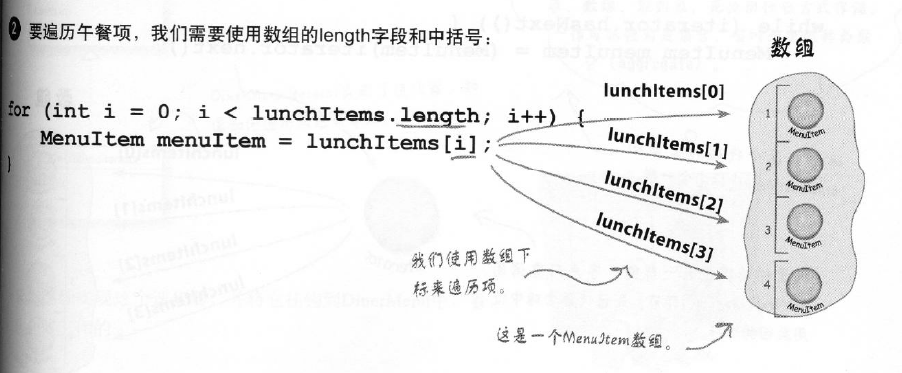 2 要遍历午餐项，我们需要使用数组的length字段和中括号：
数组
for (int i = 0; i < lunchItems.length; i++) {
MenuItem menuItem = lunchItems[i];
}
lunchItems[0]
lunchItems[1]
lunchItems[2]
lunchItems[3]
1
MenuItem
2
MenuItem
3
MenuItem
4
MenuItem
我们使用数组下
标来遍历项。
这是一个MenuItem数组。